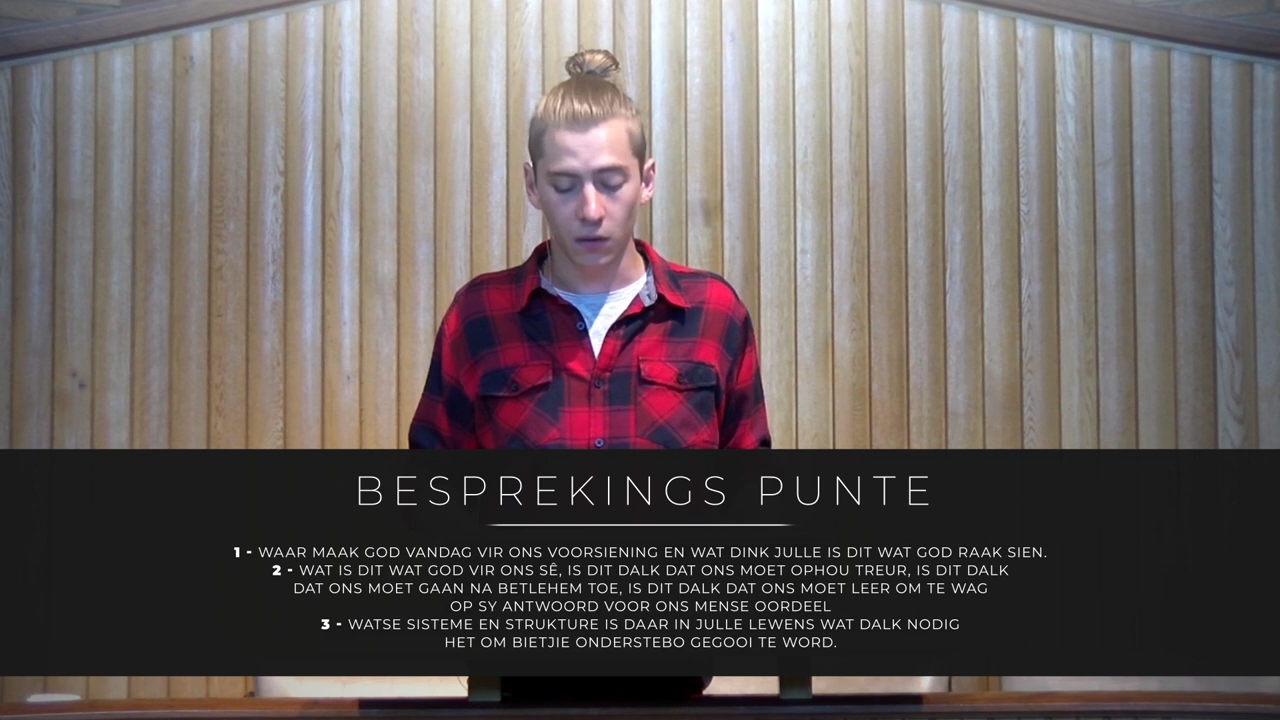 BESPREKINGS PUNTE
1 - WAAR MAAK GOD VANDAG VIR ONS VOORSIENING EN WAT DINK JULLE IS DIT WAT GOD RAAK SIEN.
2 - WAT IS DIT WAT GOD VIR ONS SÊ, IS DIT DALK DAT ONS MOET OPHOU TREUR, IS DIT DALK
DAT ONS MOET GAAN NA BETLEHEM TOE, IS DIT DALK DAT ONS MOET LEER OM TE WAG
OP SY ANTWOORD VOOR ONS MENSE OORDEEL
3 - WATSE SISTEME EN STRUKTURE IS DAAR IN JULLE LEWENS WAT DALK NODIG
HET OM BIETJIE ONDERSTEBO GEGOOI TE WORD.